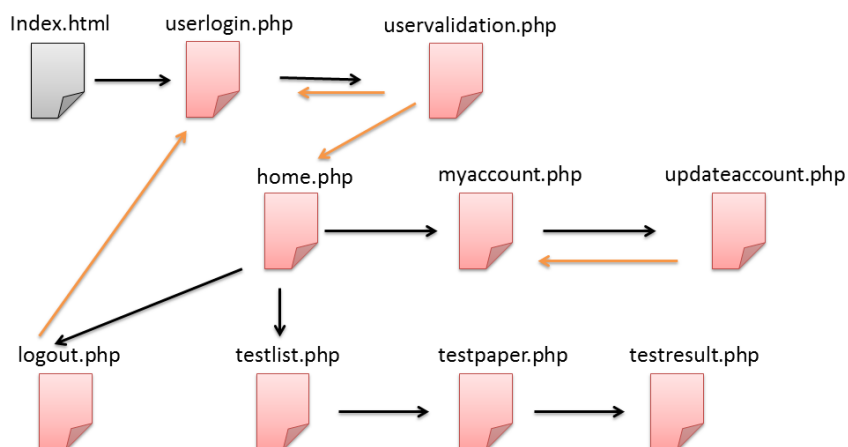 Index.html
userlogin.php
uservalidation.php
home.php
myaccount.php
updateaccount.php
logout.php
testlist.php
testpaper.php
testresult.php